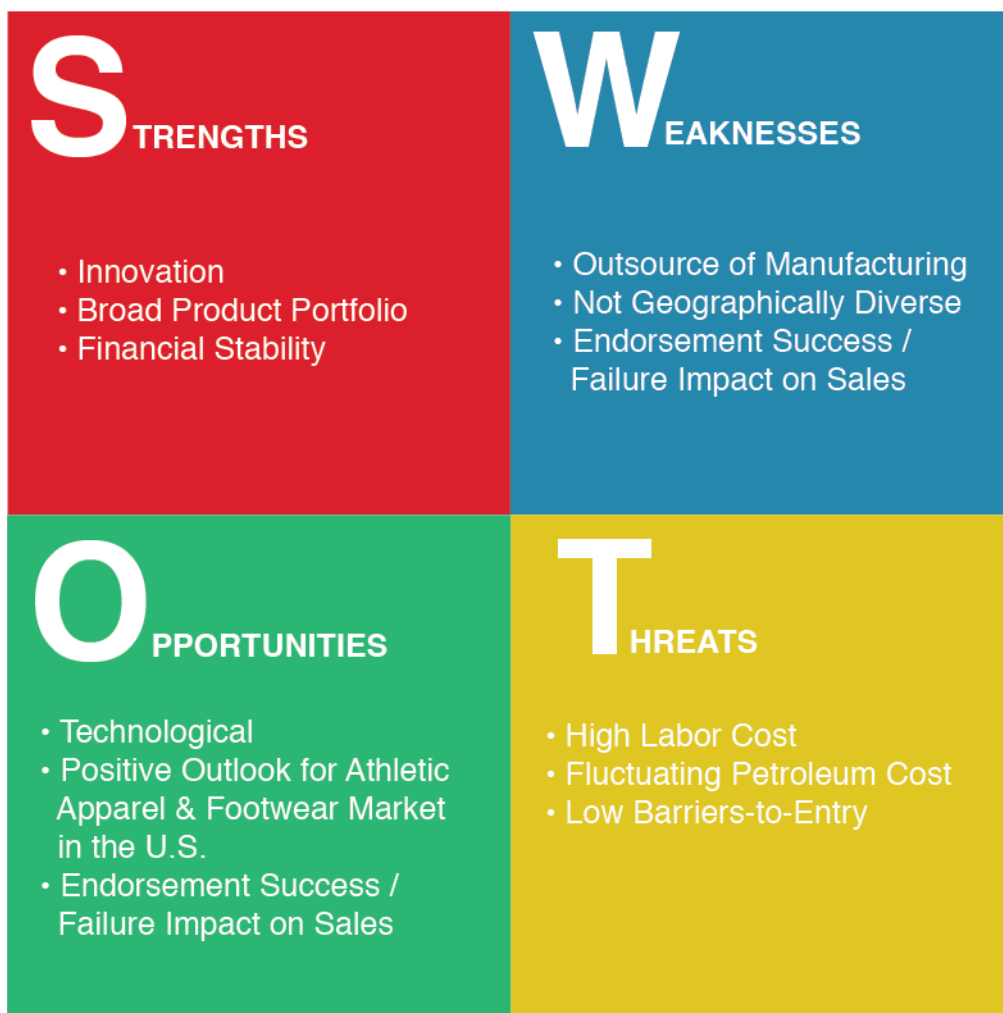 STRENGTHS
• Innovation
• Broad Product Portfolio
• Financial Stability
WEAKNESSES
• Outsource of Manufacturing
• Not Geographically Diverse
• Endorsement Success /
Failure Impact on Sales
OPPORTUNITIES
• Technological
• Positive Outlook for Athletic
Apparel & Footwear Market
in the U.S.
• Endorsement Success /
Failure Impact on Sales
THREATS
• High Labor Cost
• Fluctuating Petroleum Cost
• Low Barriers-to-Entry